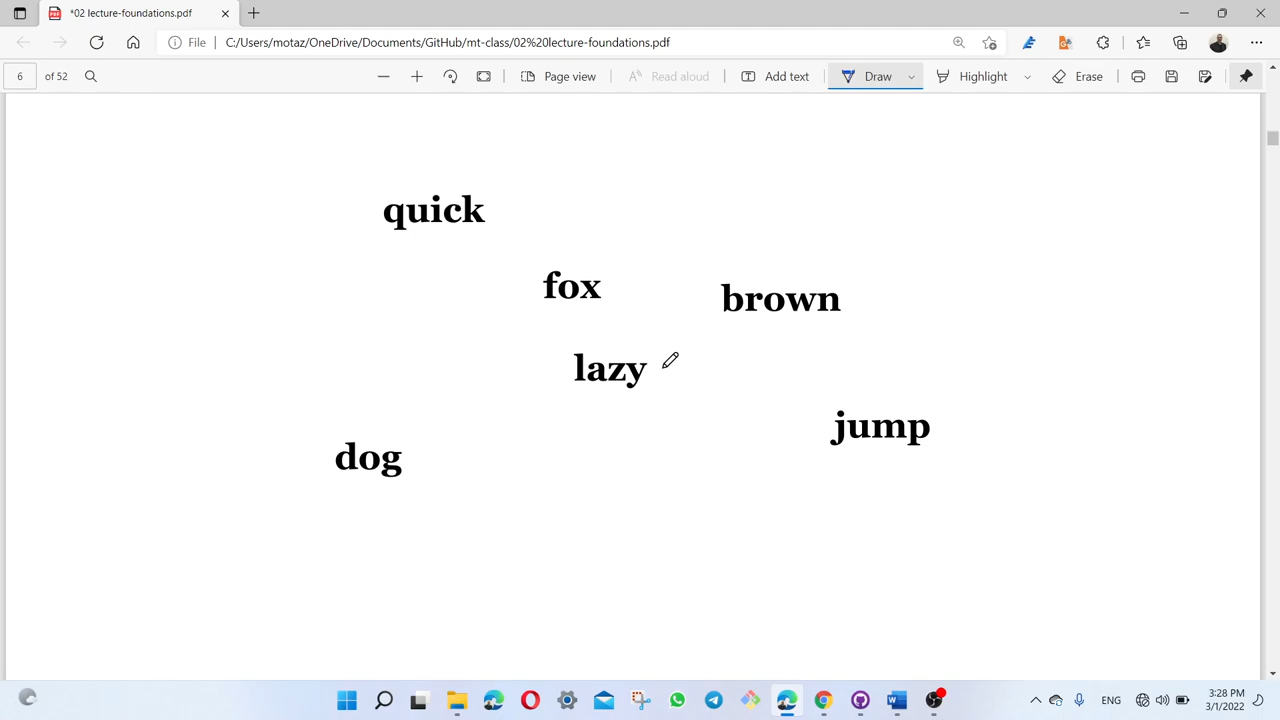 *02 lecture-foundations.pdf
File C:/Users/motaz/OneDrive/Documents/GitHub/mt-class/02%20lecture-foundations.pdf
6 of 52 Page view Read aloud Add text Draw Highlight Erase
quick
fox
brown
lazy
jump
dog
ENG
3:28 PM
3/1/2022